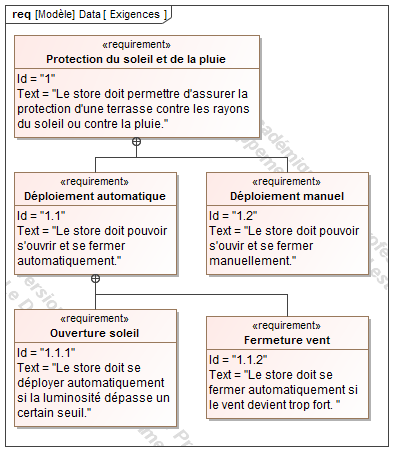 req [Modèle] Data [ Exigences ]
«requirement»
Protection du soleil et de la pluie
Id = "1"
Text = "Le store doit permettre d'assurer la
protection d'une terrasse contre les rayons
du soleil ou contre la pluie."
«requirement»
Déploiement automatique
Id = "1.1"
Text = "Le store doit pouvoir
s'ouvrir et se fermer
automatiquement."
«requirement»
Déploiement manuel
Id = "1.2"
Text = "Le store doit pouvoir
s'ouvir et se fermer
manuellement."
«requirement»
Ouverture soleil
Id = "1.1.1"
Text = "Le store doit se
déployer automatiquement
si la luminosité dépasse un
certain seuil."
«requirement»
Fermeture vent
Id = "1.1.2"
Text = "Le store doit se
fermer automatiquement si
le vent devient trop fort. "